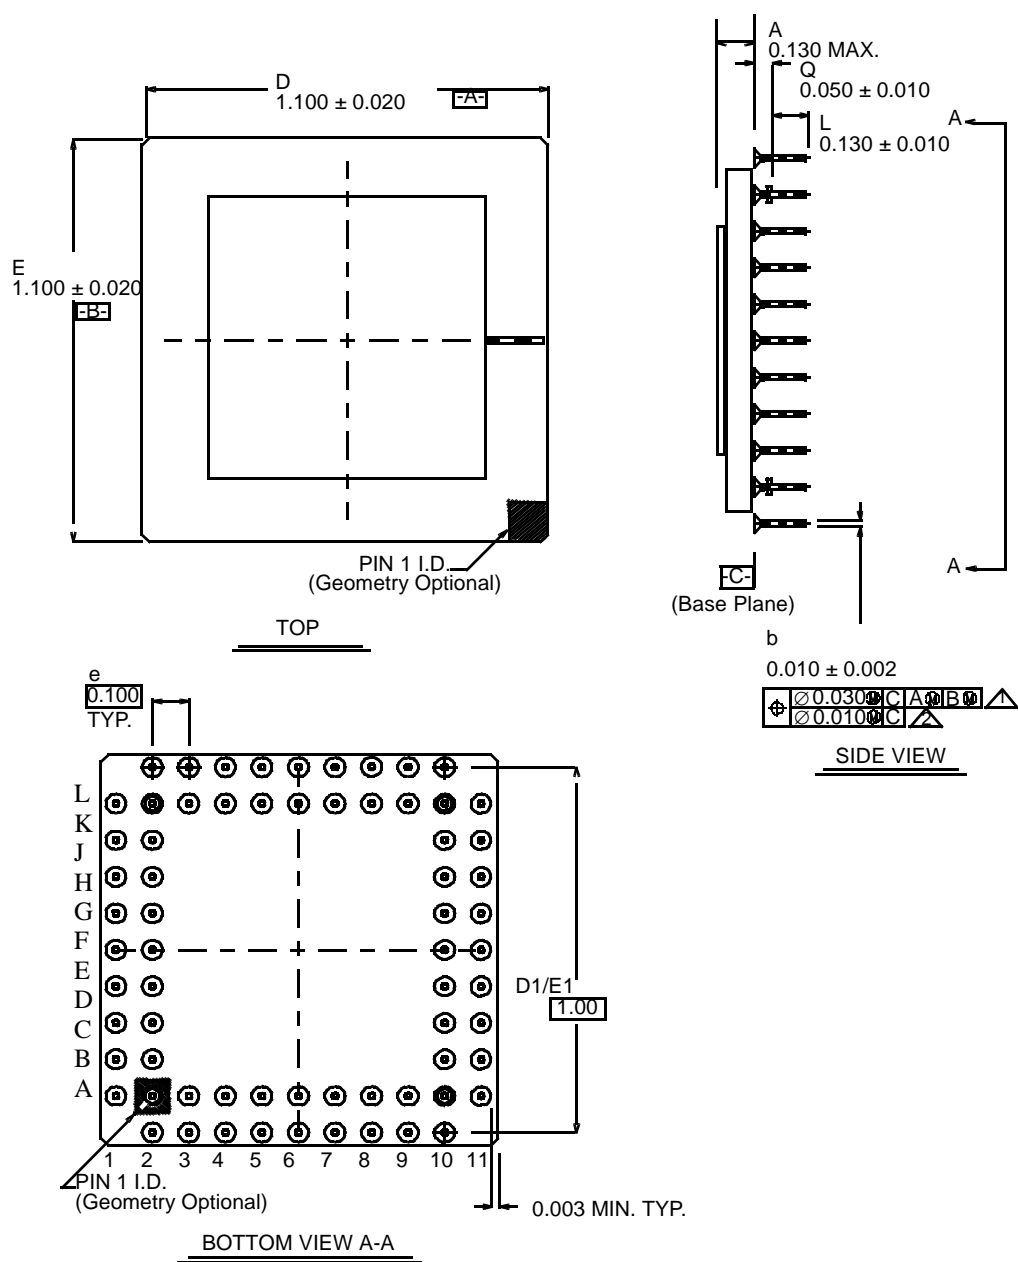 D
1.100 ± 0.020
-A-
E
1.100 ± 0.020
-B-
PIN 1 I.D.
(Geometry Optional)
TOP
A
0.130 MAX.
Q
0.050 ± 0.010
L
0.130 ± 0.010
A
A
-C-
(Base Plane)
b
0.010 ± 0.002
⌖ ∅ 0.030 Ⓜ C A Ⓜ B Ⓜ 1
∅ 0.010 Ⓜ C 2
SIDE VIEW
e
0.100
TYP.
L
K
J
H
G
F
E
D
C
B
A
1 2 3 4 5 6 7 8 9 10 11
D1/E1
1.00
PIN 1 I.D.
(Geometry Optional)
0.003 MIN. TYP.
BOTTOM VIEW A-A